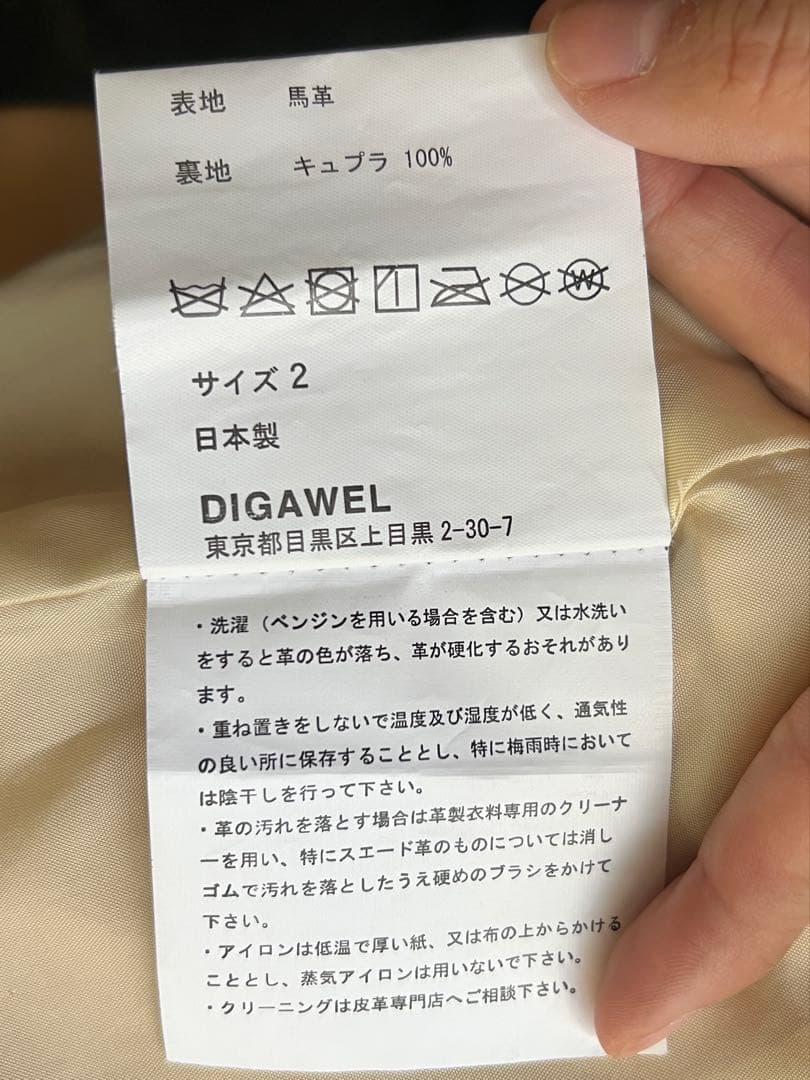 表地 馬革
裏地 キュプラ 100%
サイズ 2
日本製
DIGAWEL
東京都目黒区上目黒 2-30-7
・洗濯（ベンジンを用いる場合を含む）又は水洗い
をすると革の色が落ち、革が硬化するおそれがあり
ます。
・重ね置きをしないで温度及び湿度が低く、通気性
の良い所に保存することとし、特に梅雨時において
は陰干しを行って下さい。
・革の汚れを落とす場合は革製衣料専用のクリーナ
ーを用い、特にスエード革のものについては消し
ゴムで汚れを落としたうえ硬めのブラシをかけて
下さい。
・アイロンは低温で厚い紙、又は布の上からかける
こととし、蒸気アイロンは用いないで下さい。
・クリーニングは皮革専門店へご相談下さい。